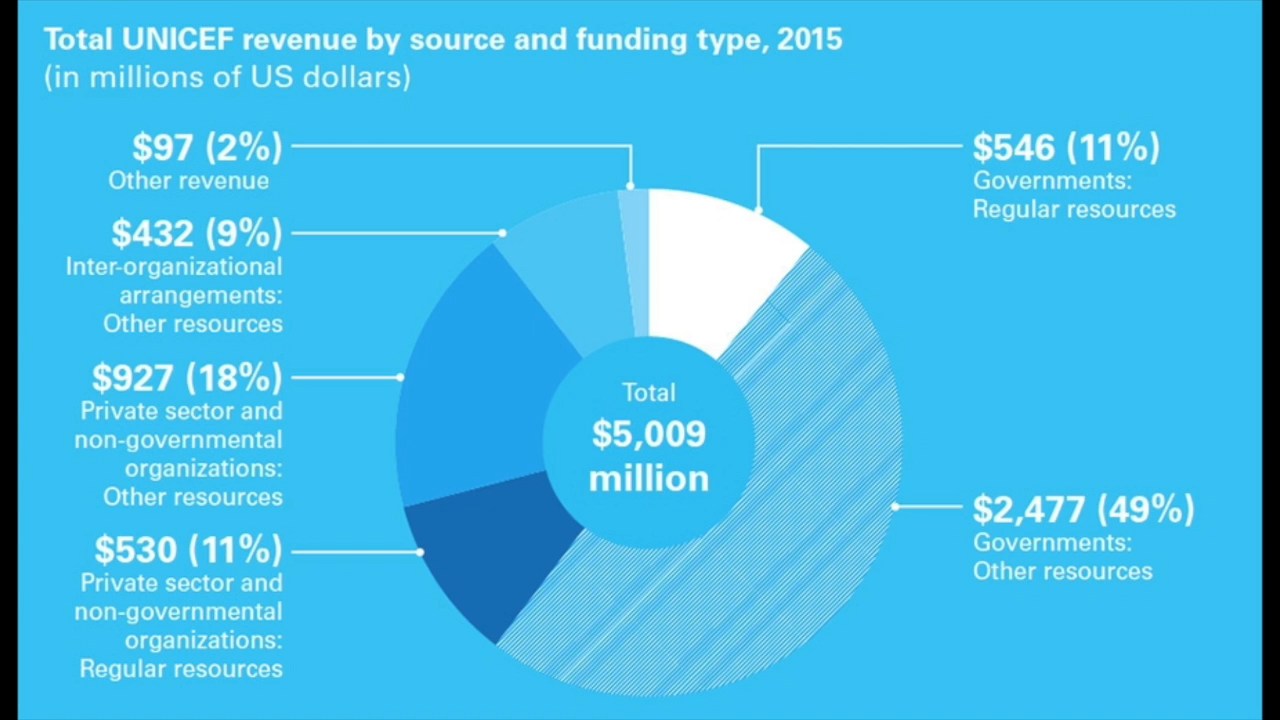 Total UNICEF revenue by source and funding type, 2015
(in millions of US dollars)
$97 (2%)
Other revenue
$432 (9%)
Inter-organizational
arrangements:
Other resources
$927 (18%)
Private sector and
non-governmental
organizations:
Other resources
$530 (11%)
Private sector and
non-governmental
organizations:
Regular resources
Total
$5,009
million
$546 (11%)
Governments:
Regular resources
$2,477 (49%)
Governments:
Other resources